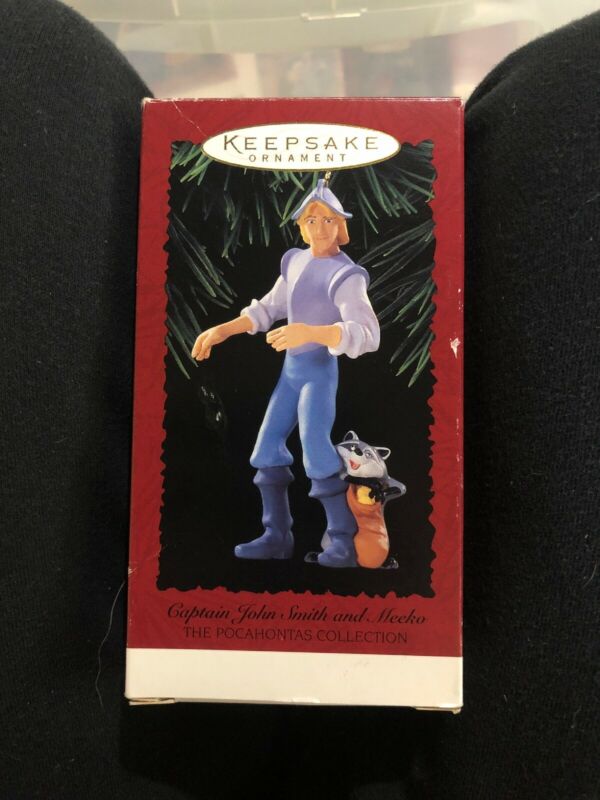 KEEPSAKE
ORNAMENT
Captain John Smith and Meeko
THE POCAHONTAS COLLECTION